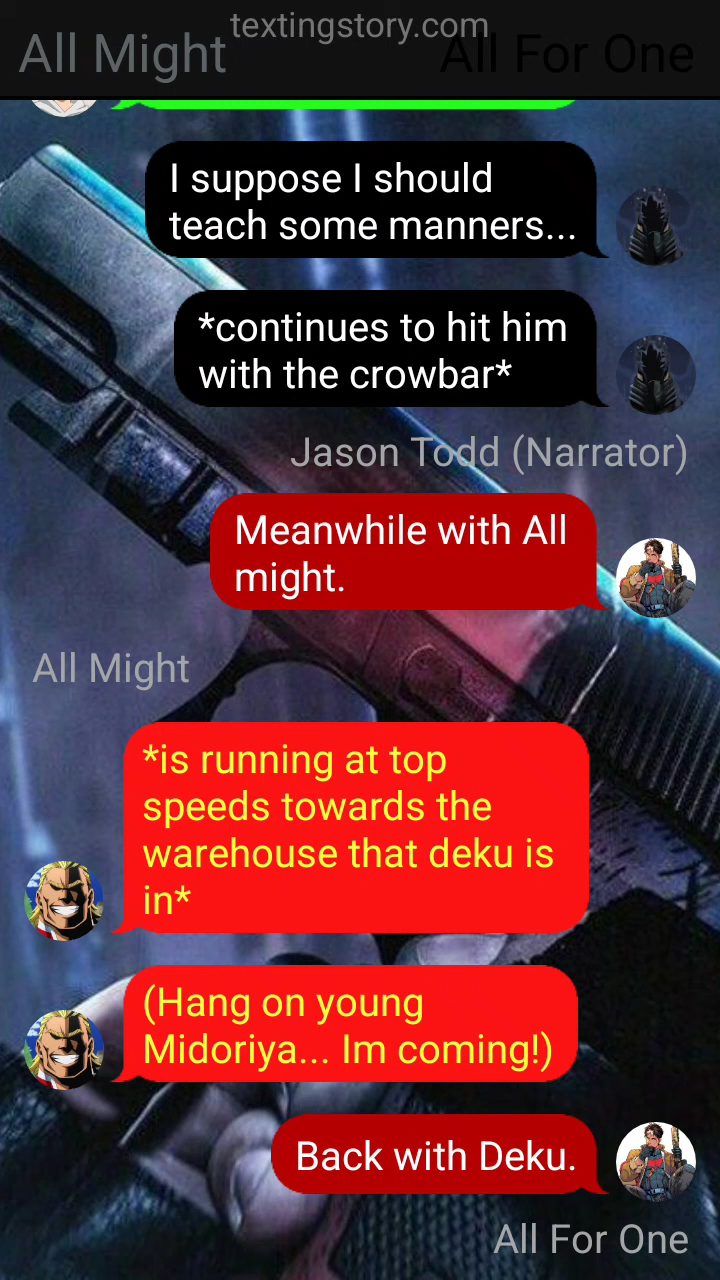 textingstory.com
All Might
All For One
I suppose I should
teach some manners...
*continues to hit him
with the crowbar*
Jason Todd (Narrator)
Meanwhile with All
might.
All Might
*is running at top
speeds towards the
warehouse that deku is
in*
(Hang on young
Midoriya... Im coming!)
Back with Deku.
All For One